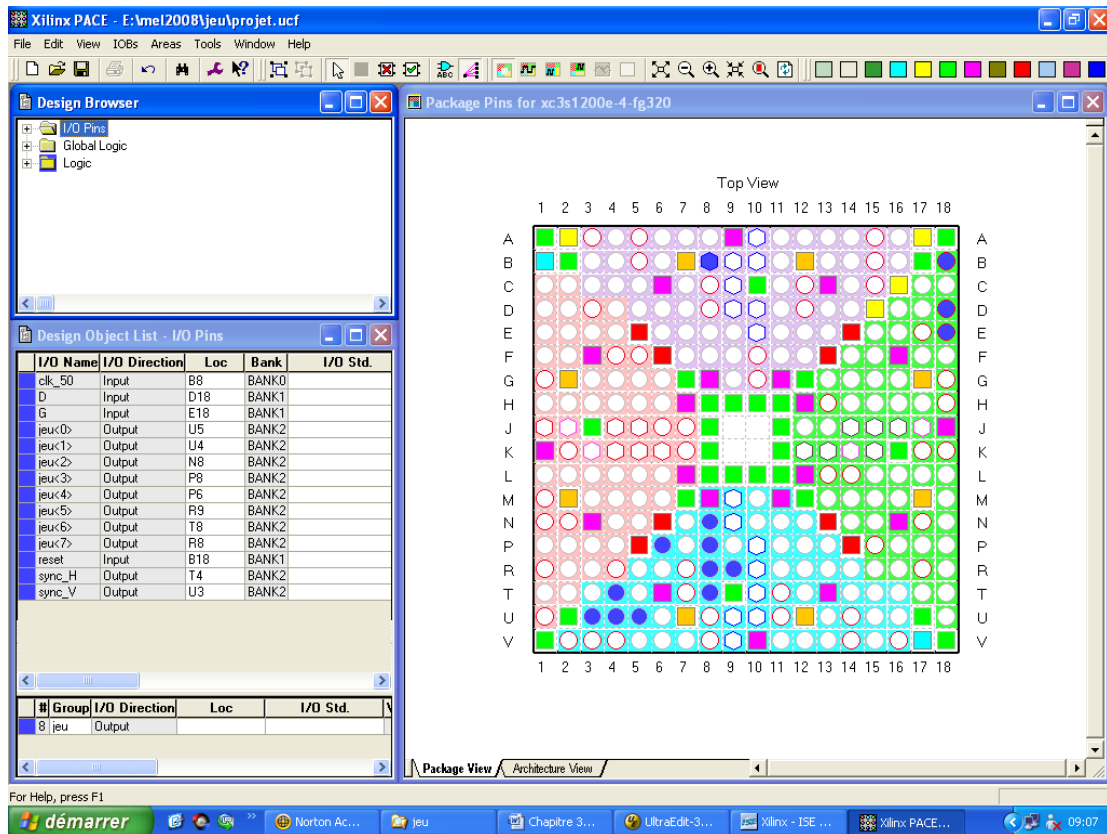 Xilinx PACE - E:\mel2008\jeu\projet.ucf
File Edit View IOBs Areas Tools Window Help
ABC
Design Browser
I/O Pins
Global Logic
Logic
Design Object List - I/O Pins
I/O Name I/O Direction Loc Bank I/O Std.
clk_50 Input B8 BANK0
D Input D18 BANK1
G Input E18 BANK1
jeu<0> Output U5 BANK2
jeu<1> Output U4 BANK2
jeu<2> Output N8 BANK2
jeu<3> Output P8 BANK2
jeu<4> Output P6 BANK2
jeu<5> Output R9 BANK2
jeu<6> Output T8 BANK2
jeu<7> Output R8 BANK2
reset Input B18 BANK1
sync_H Output T4 BANK2
sync_V Output U3 BANK2
# Group I/O Direction Loc I/O Std.
8 jeu Output
Package Pins for xc3s1200e-4-fg320
Top View
1 2 3 4 5 6 7 8 9 10 11 12 13 14 15 16 17 18
A A
B B
C C
D D
E E
F F
G G
H H
J J
K K
L L
M M
N N
P P
R R
T T
U U
V V
1 2 3 4 5 6 7 8 9 10 11 12 13 14 15 16 17 18
Package View Architecture View
For Help, press F1
démarrer Norton Ac... jeu Chapitre 3... UltraEdit-3... Xilinx - ISE ... Xilinx PACE... 09:07